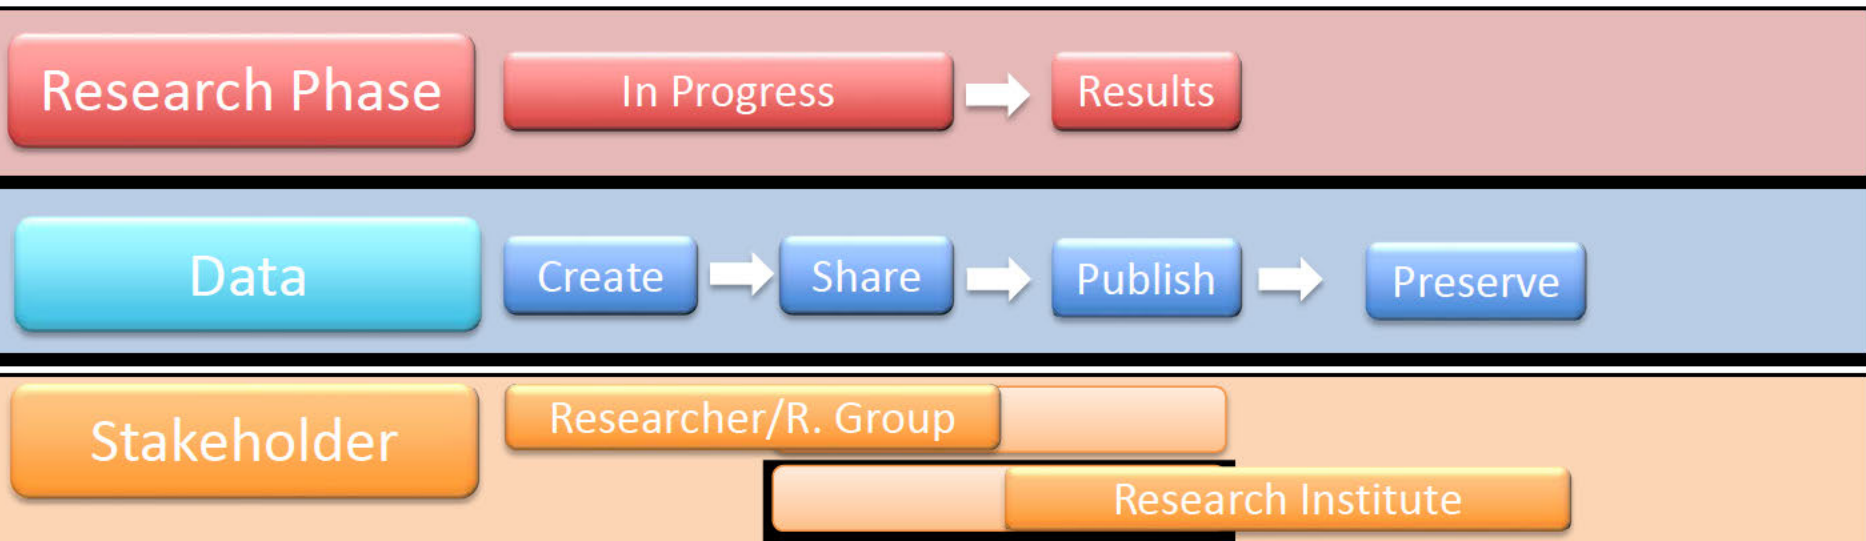 Research Phase
In Progress
Results
Data
Create
Share
Publish
Preserve
Stakeholder
Researcher/R. Group
Research Institute